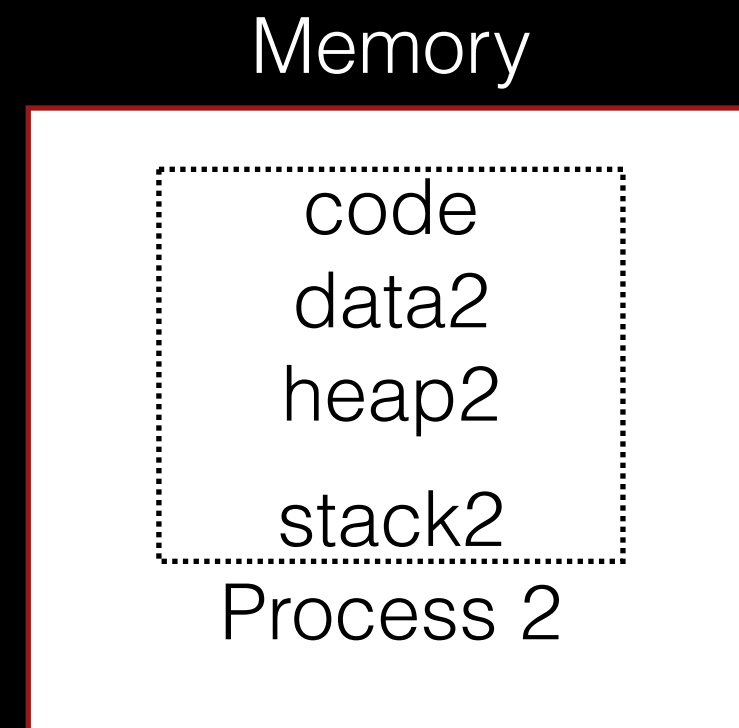 Memory
code
data2
heap2
stack2
Process 2